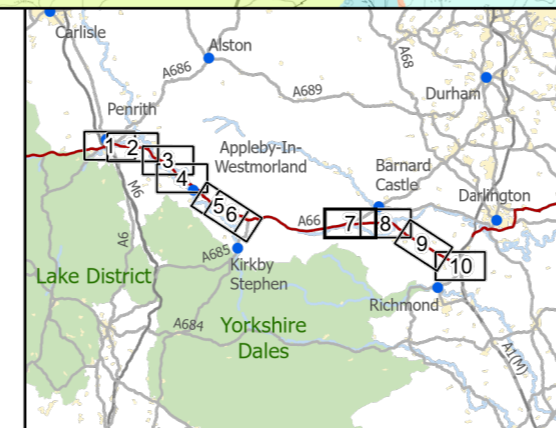 Carlisle
Alston
A68
A686
A689
Durham
Penrith
1
2
3
4
Appleby-In-
Westmorland
Barnard
Castle
Darlington
M6
5
6
A66
7
8
9
10
A6
A685
Kirkby
Stephen
Lake District
Richmond
A684
Yorkshire
Dales
A1(M)